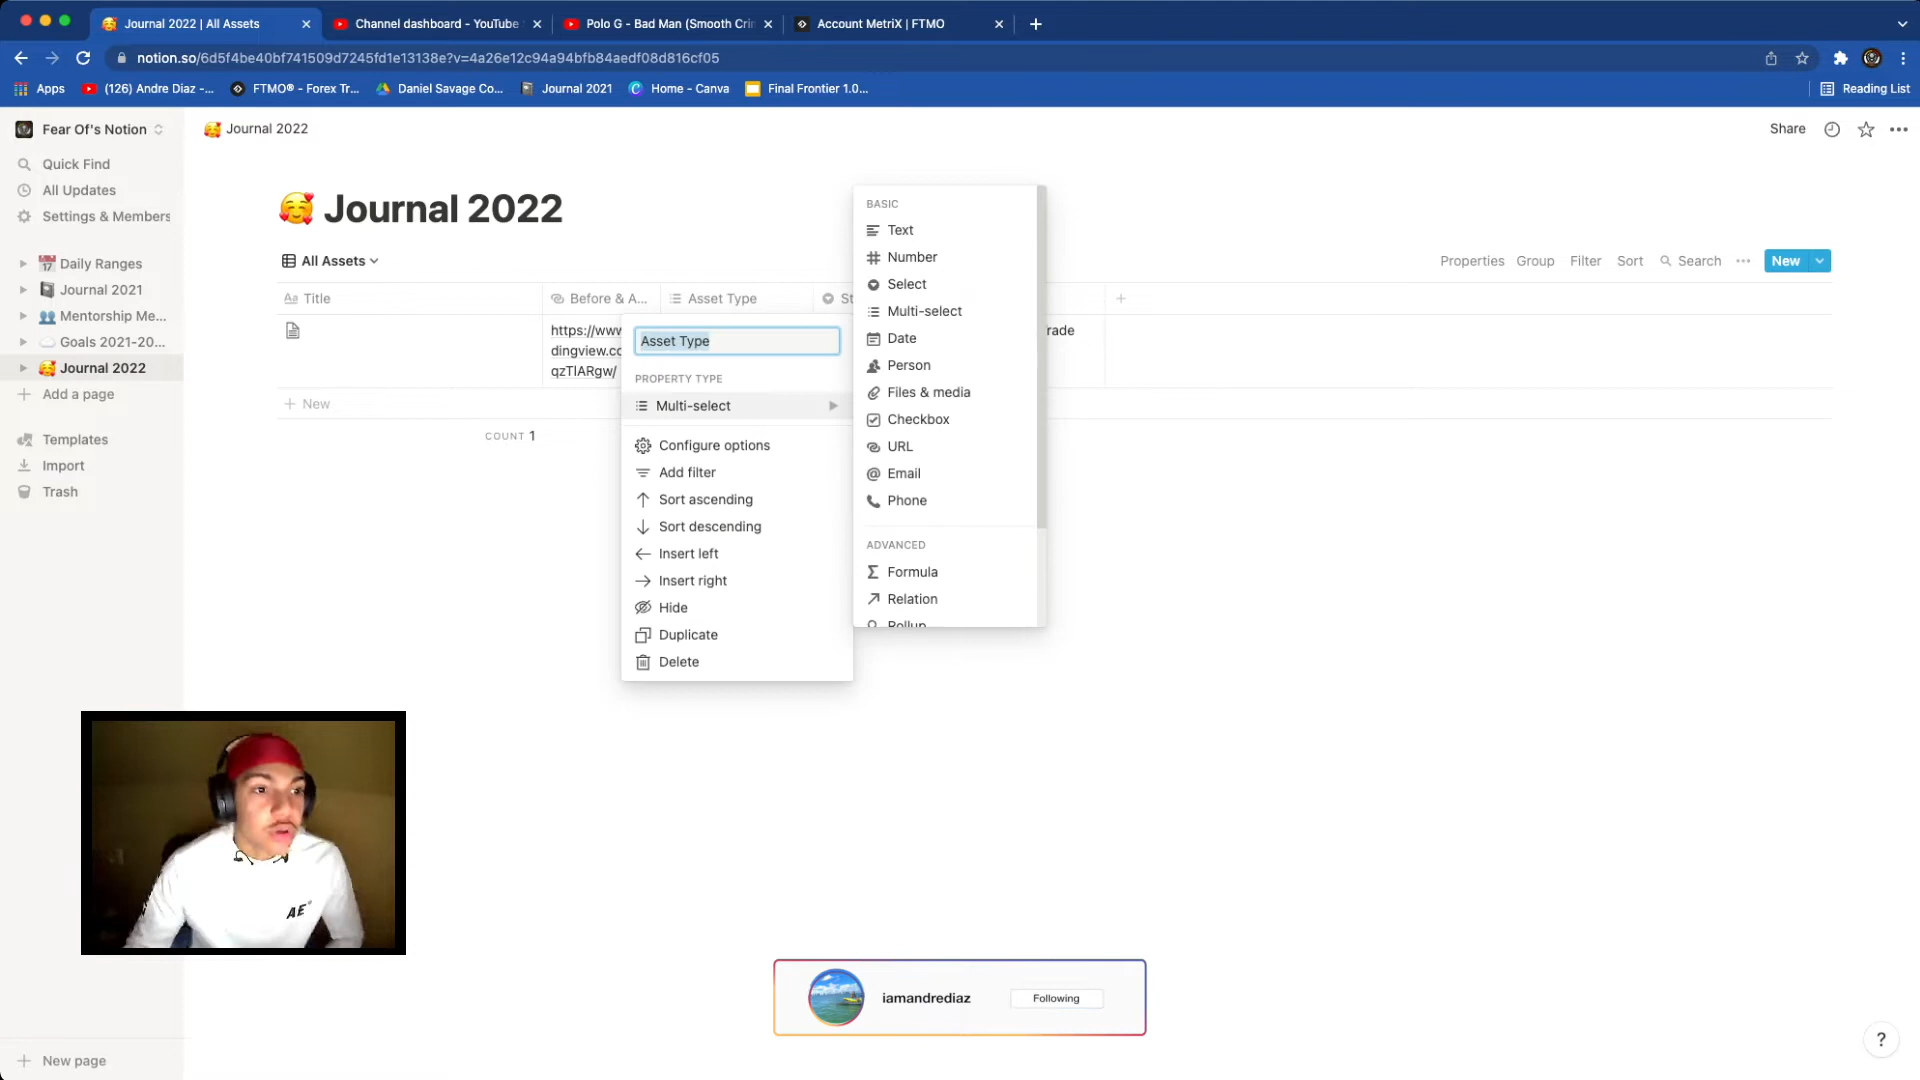 Journal 2022 | All Assets
Channel dashboard - YouTube
Polo G - Bad Man (Smooth Cri
Account MetriX | FTMO
notion.so/6d5f4be40bf741509d7245fd1e13138e?v=4a26e12c94a94bfb84aedf08d816cf05
Apps
(126) Andre Diaz -...
FTMO® - Forex Tr...
Daniel Savage Co...
Journal 2021
Home - Canva
Final Frontier 1.0...
Reading List
Fear Of's Notion
Quick Find
All Updates
Settings & Members
Daily Ranges
Journal 2021
Mentorship Me...
Goals 2021-20...
Journal 2022
Add a page
Templates
Import
Trash
New page
Journal 2022
Share
Journal 2022
All Assets
Properties
Group
Filter
Sort
Search
New
Aa Title
Before & A...
Asset Type
St
https://www
dingview.co
qzTlARgw/
rade
+ New
COUNT 1
Asset Type
PROPERTY TYPE
Multi-select
Configure options
Add filter
Sort ascending
Sort descending
Insert left
Insert right
Hide
Duplicate
Delete
BASIC
Text
Number
Select
Multi-select
Date
Person
Files & media
Checkbox
URL
Email
Phone
ADVANCED
Formula
Relation
Rollup
AE
iamandrediaz
Following
?